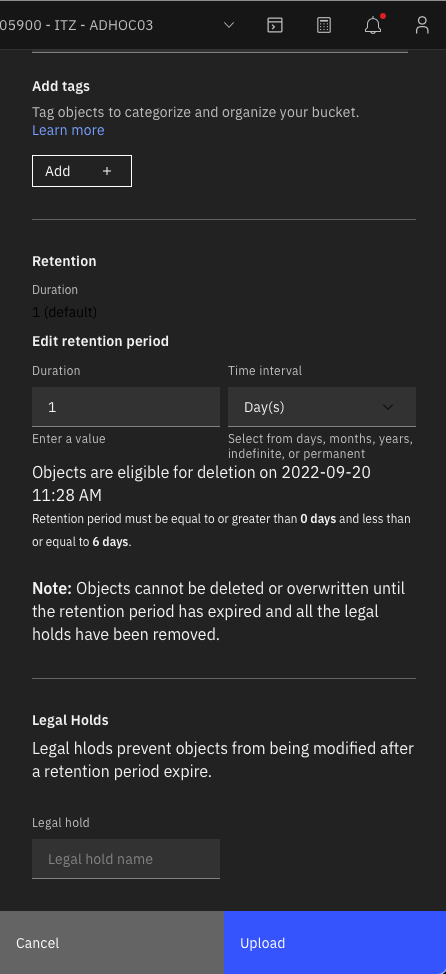 05900 - ITZ - ADHOC03
Add tags
Tag objects to categorize and organize your bucket.
Learn more
Add +
Retention
Duration
1 (default)
Edit retention period
Duration Time interval
1 Day(s)
Enter a value Select from days, months, years,
indefinite, or permanent
Objects are eligible for deletion on 2022-09-20
11:28 AM
Retention period must be equal to or greater than 0 days and less than
or equal to 6 days.
Note: Objects cannot be deleted or overwritten until
the retention period has expired and all the legal
holds have been removed.
Legal Holds
Legal hlods prevent objects from being modified after
a retention period expire.
Legal hold
Legal hold name
Cancel Upload